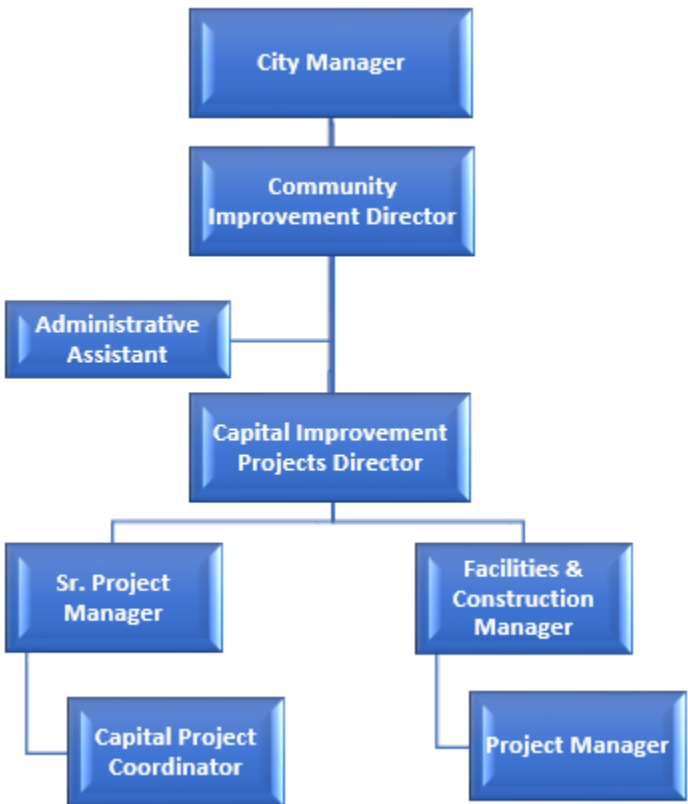 City Manager
Community
Improvement Director
Administrative
Assistant
Capital Improvement
Projects Director
Sr. Project
Manager
Facilities &
Construction
Manager
Capital Project
Coordinator
Project Manager